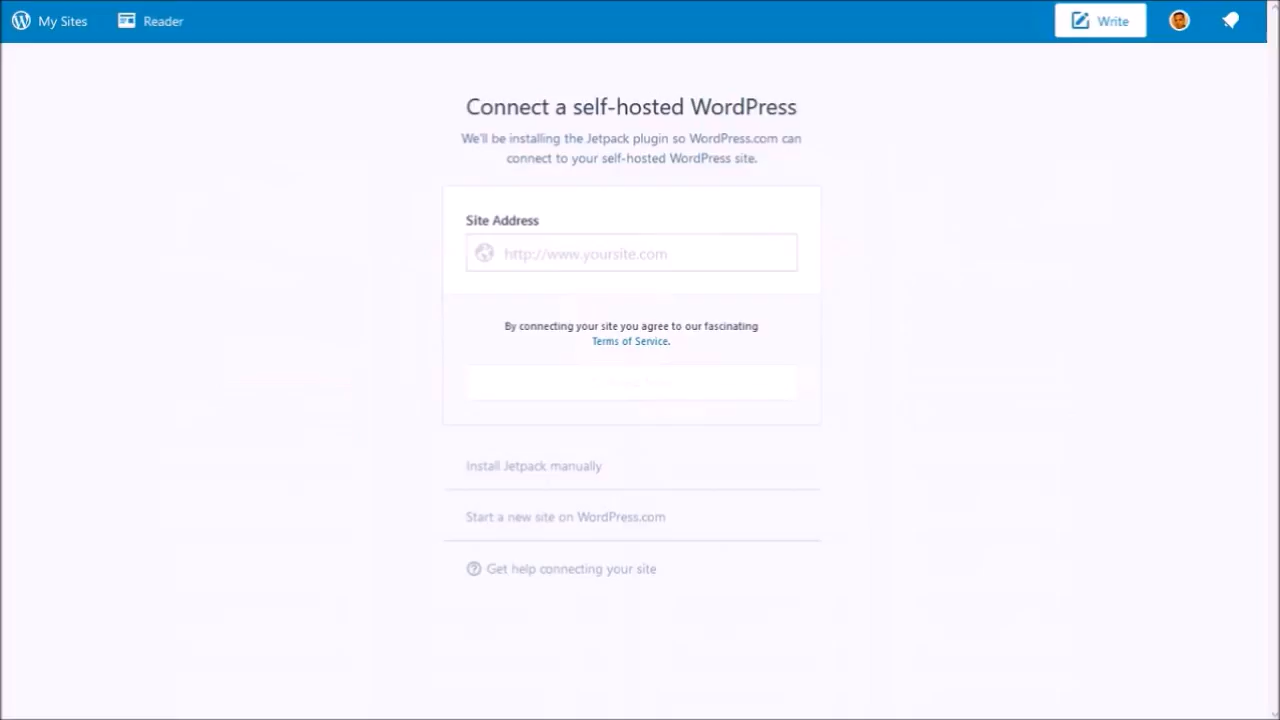 My Sites
Reader
Write
Connect a self-hosted WordPress
We'll be installing the Jetpack plugin so WordPress.com can
connect to your self-hosted WordPress site.
Site Address
http://www.yoursite.com
By connecting your site you agree to our fascinating
Terms of Service.
Install Jetpack manually
Start a new site on WordPress.com
Get help connecting your site